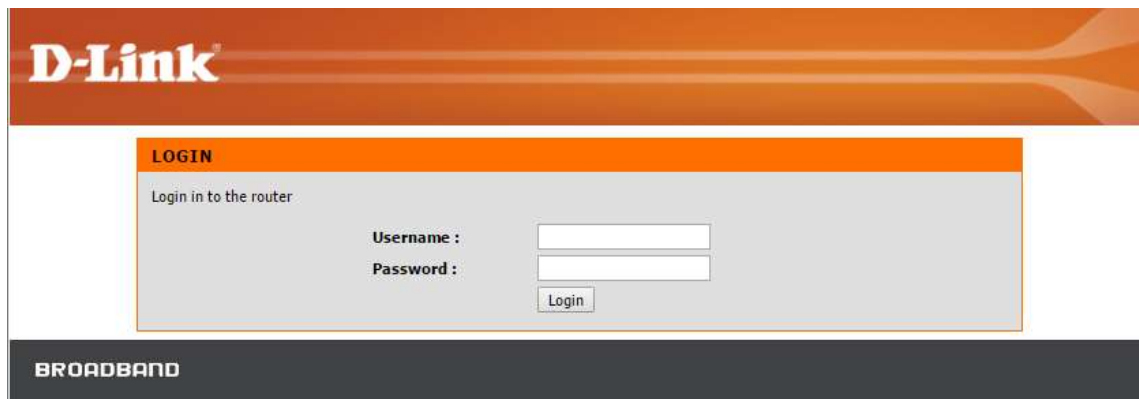 D-Link
LOGIN
Login in to the router
Username :
Password :
Login
BROADBAND